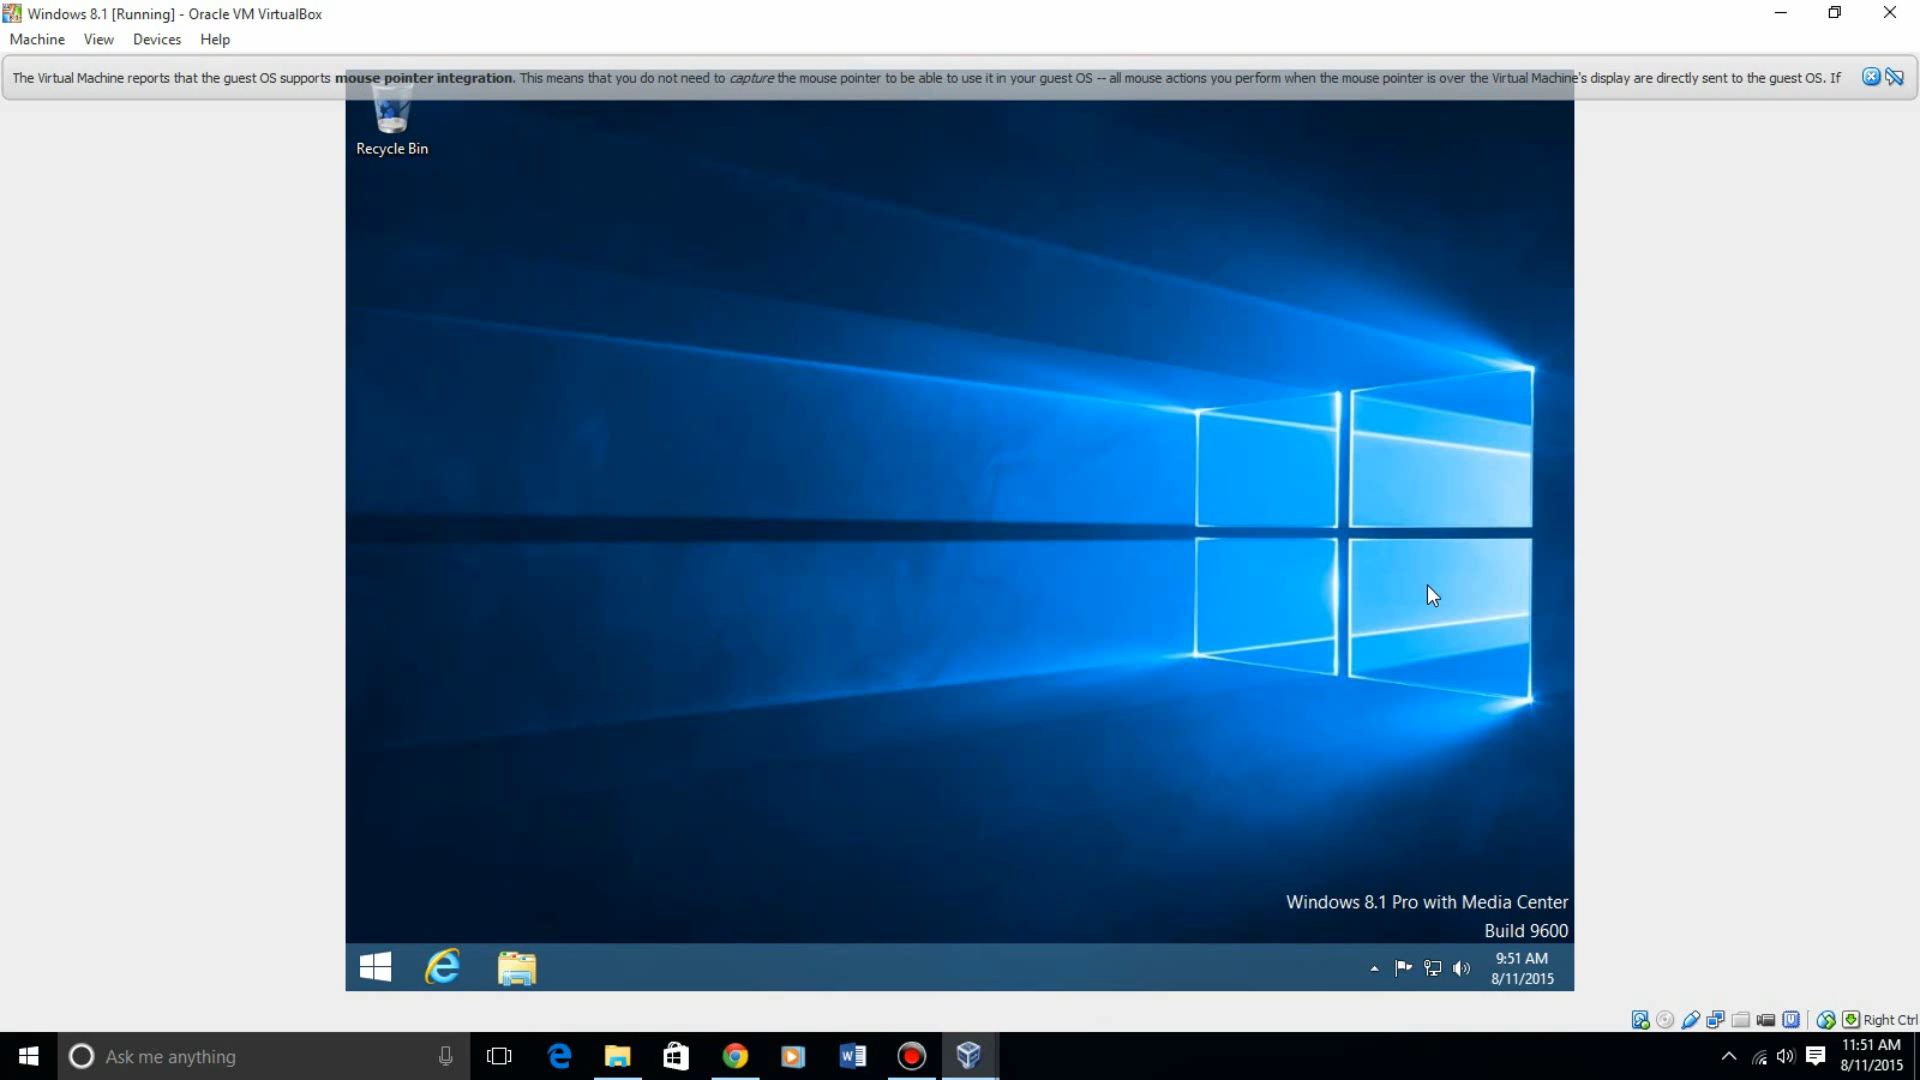 Windows 8.1 [Running] - Oracle VM VirtualBox
Machine View Devices Help
The Virtual Machine reports that the guest OS supports mouse pointer integration. This means that you do not need to capture the mouse pointer to be able to use it in your guest OS -- all mouse actions you perform when the mouse pointer is over the Virtual Machine's display are directly sent to the guest OS. If
Recycle Bin
Windows 8.1 Pro with Media Center
Build 9600
9:51 AM
8/11/2015
Right Ctrl
Ask me anything
11:51 AM
8/11/2015